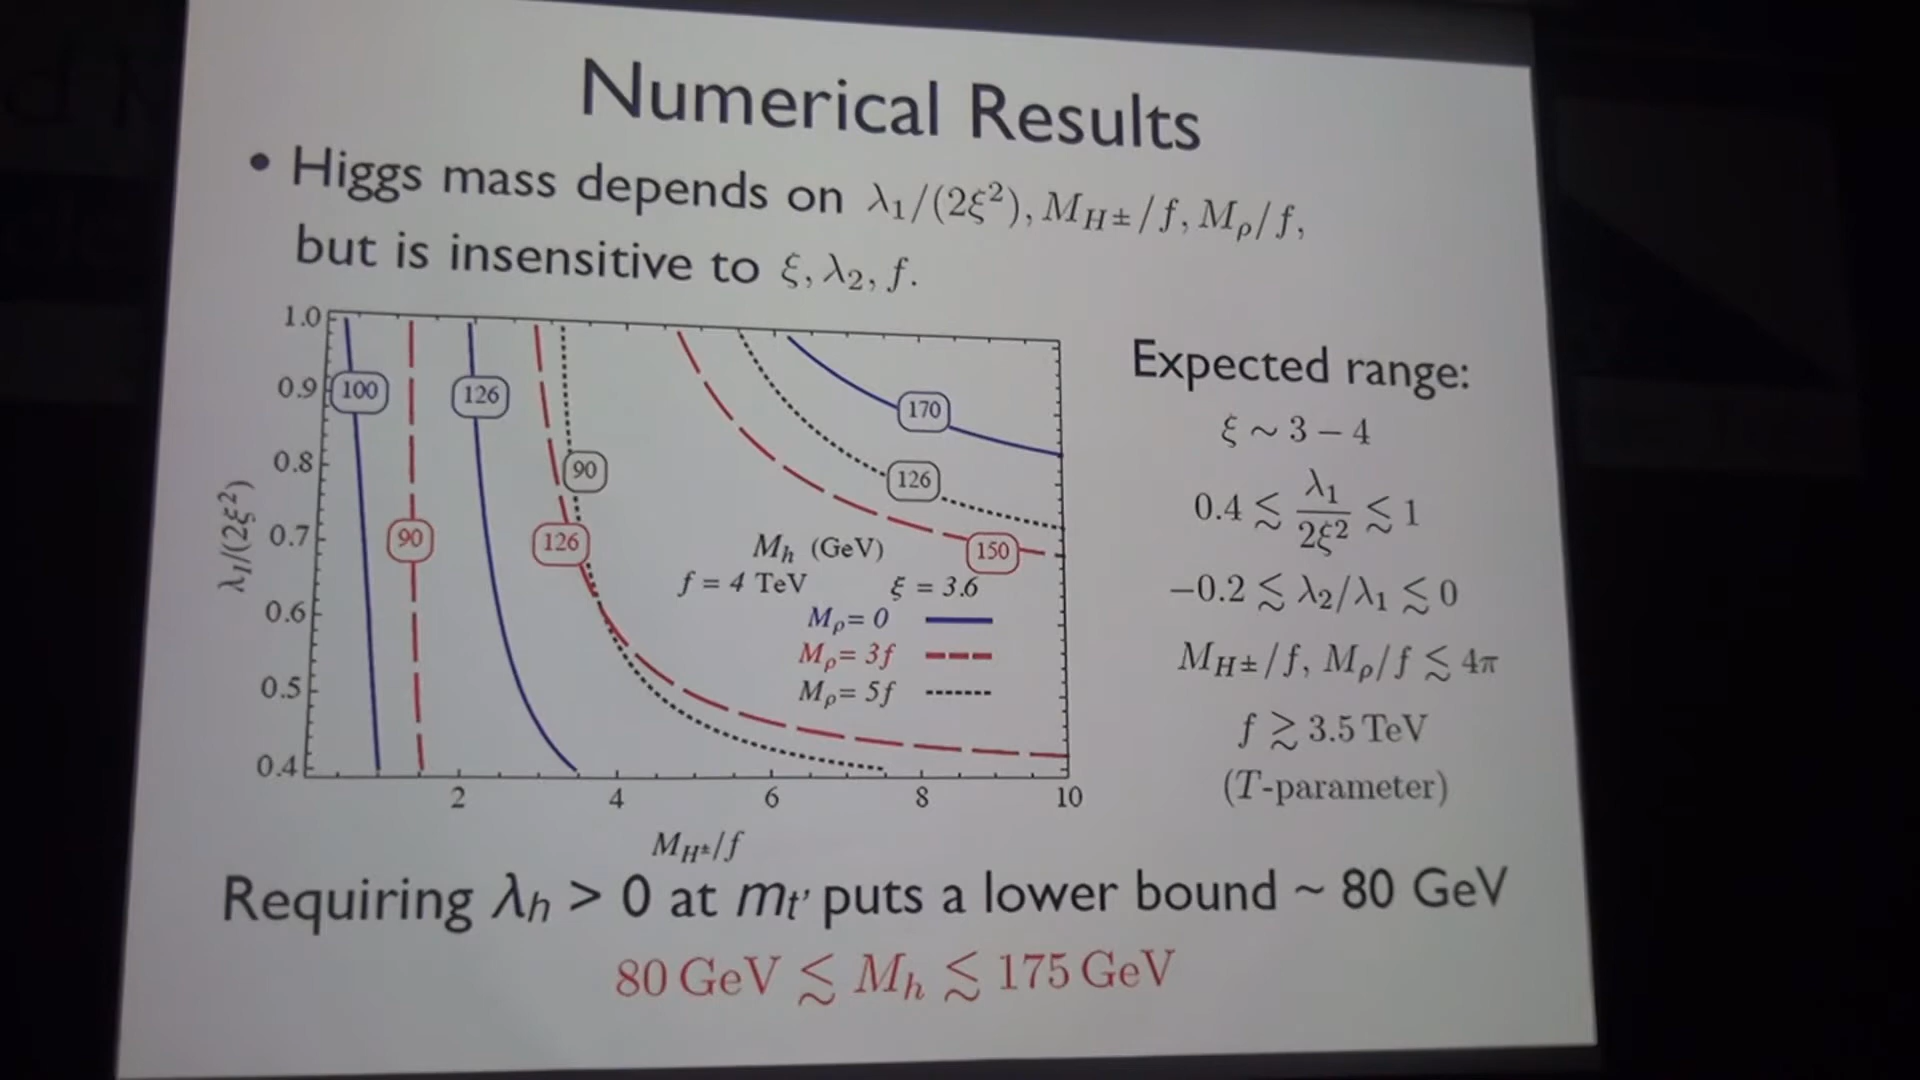 Numerical Results
• Higgs mass depends on λ₁/(2ξ²), M_{H±}/f, M_ρ/f,
but is insensitive to ξ, λ₂, f.
1.0
0.9
0.8
0.7
0.6
0.5
0.4
λ₁/(2ξ²)
100
90
126
126
90
170
126
150
M_h (GeV)
f = 4 TeV ξ = 3.6
M_ρ= 0
M_ρ= 3f
M_ρ= 5f
2 4 6 8 10
M_{H±}/f
Expected range:
ξ ∼ 3 − 4
0.4 ≲ λ₁/2ξ² ≲ 1
−0.2 ≲ λ₂/λ₁ ≲ 0
M_{H±}/f, M_ρ/f ≲ 4π
f ≳ 3.5 TeV
(T-parameter)
Requiring λ_h > 0 at m_{t'} puts a lower bound ~ 80 GeV
80 GeV ≲ M_h ≲ 175 GeV